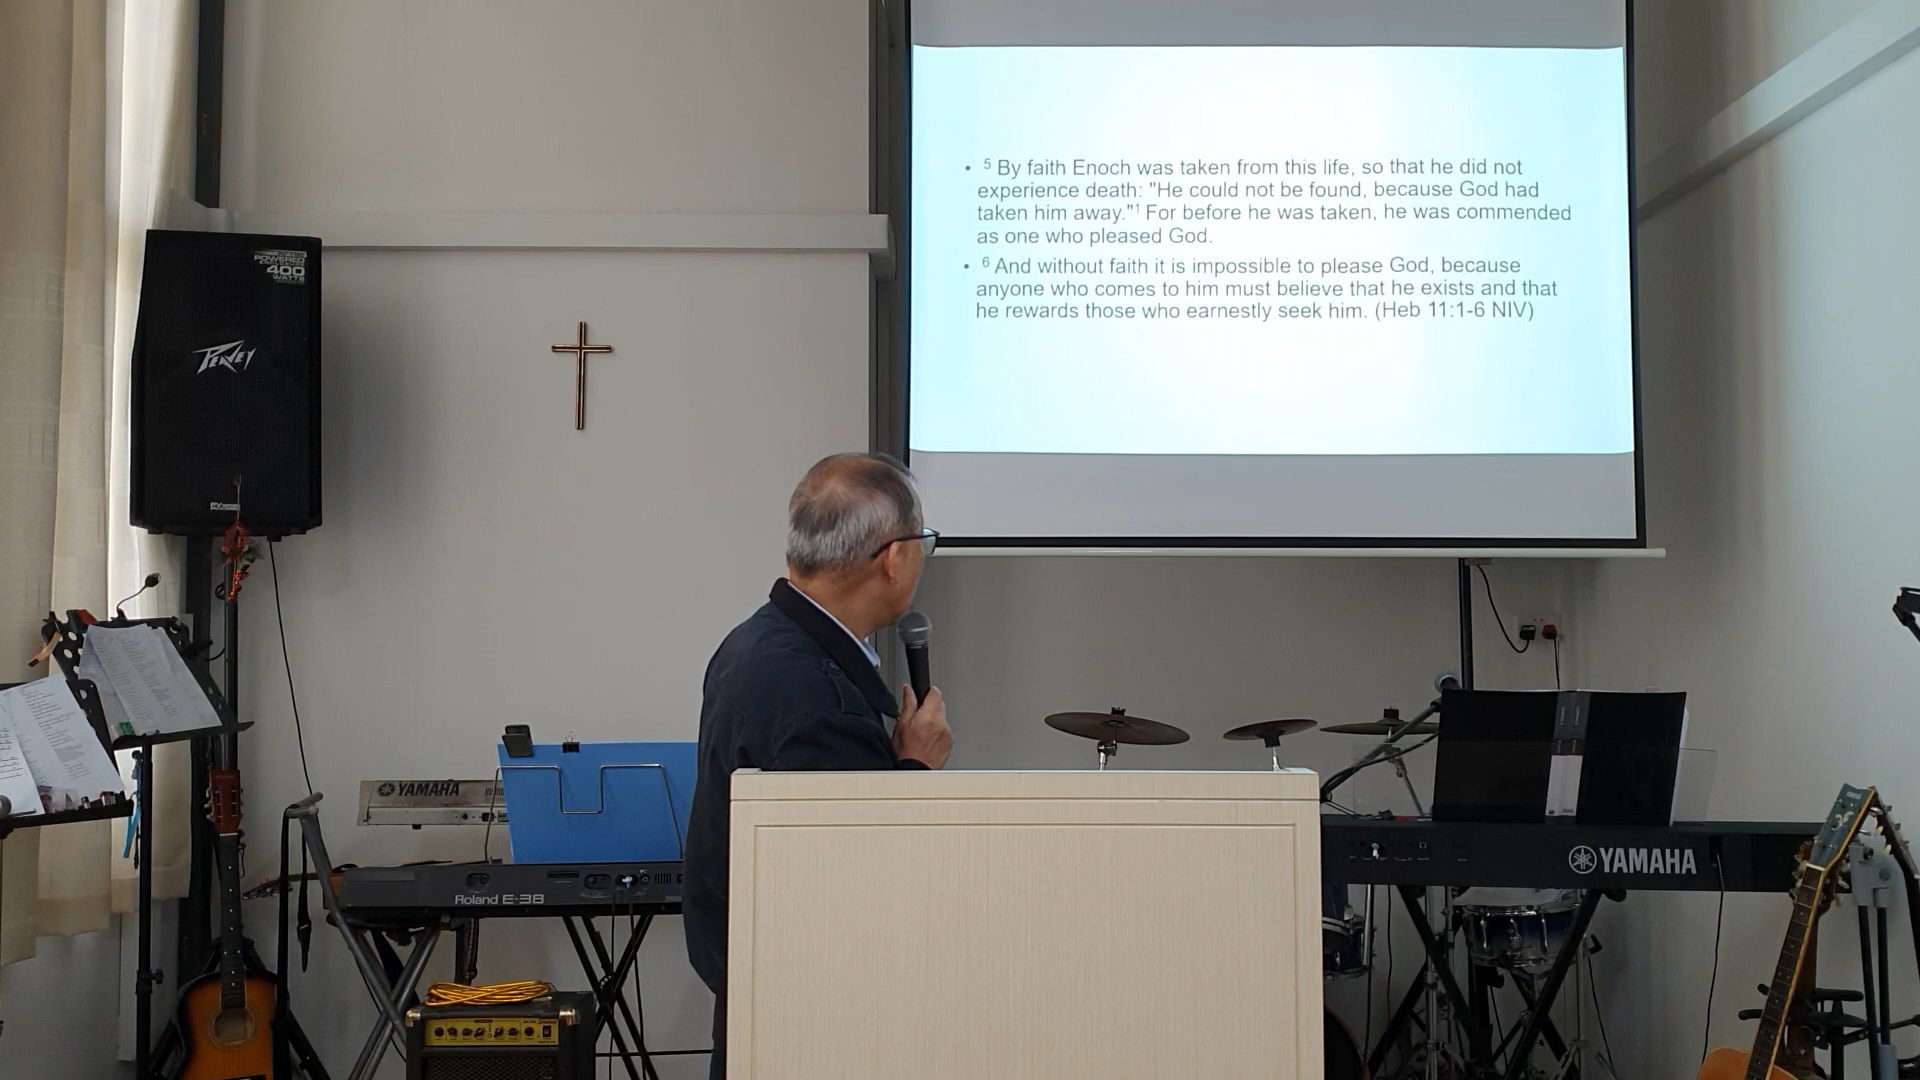 • ⁵ By faith Enoch was taken from this life, so that he did not
experience death: "He could not be found, because God had
taken him away."¹ For before he was taken, he was commended
as one who pleased God.
• ⁶ And without faith it is impossible to please God, because
anyone who comes to him must believe that he exists and that
he rewards those who earnestly seek him. (Heb 11:1-6 NIV)
POWERED
400
WATTS
PEAVEY
YAMAHA
Roland E-38
YAMAHA